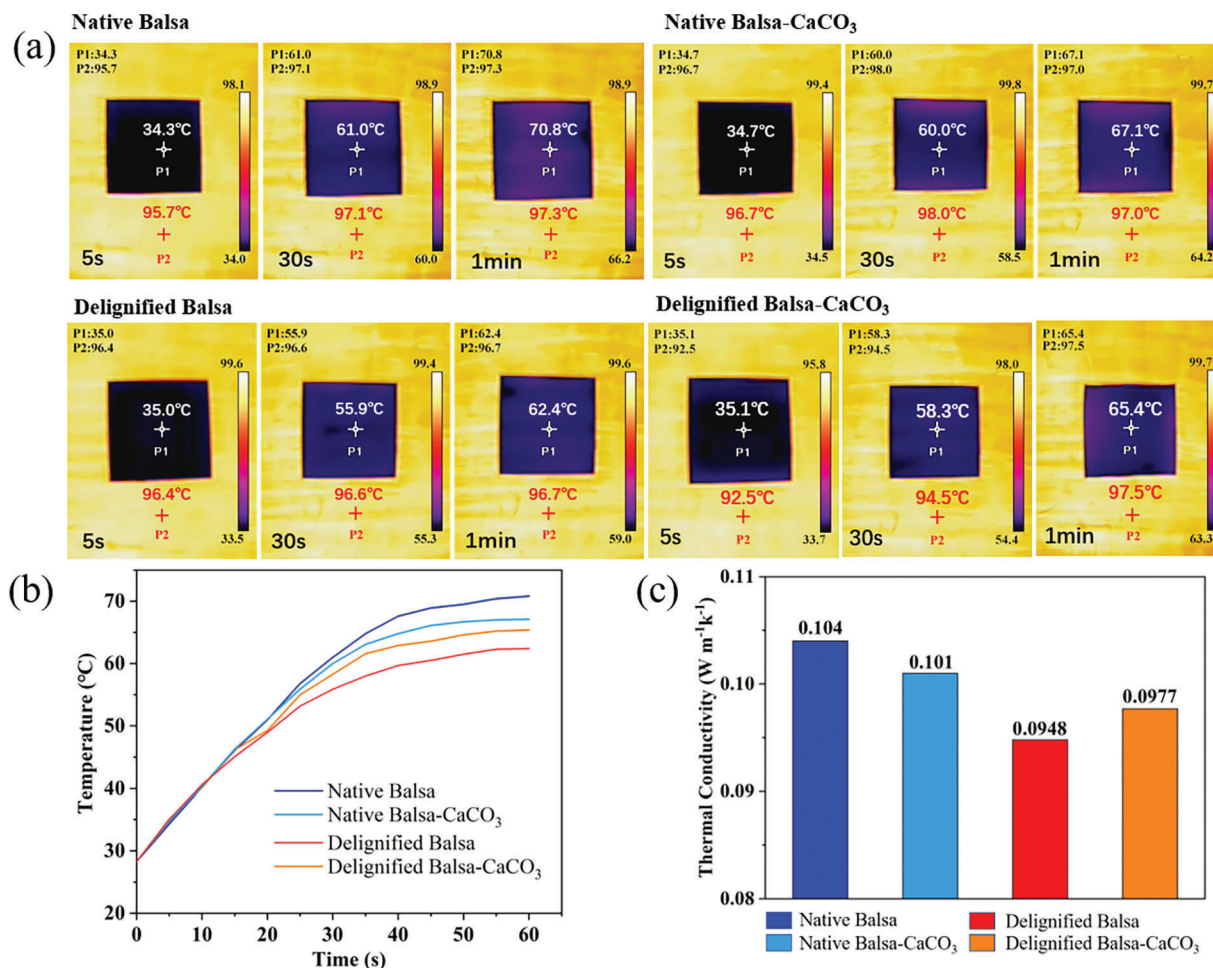 (a)
Native Balsa
Native Balsa-CaCO₃
P1:34.3
P2:95.7
98.1
34.3℃
P1
95.7℃
P2
5s
34.0
P1:61.0
P2:97.1
98.9
61.0℃
P1
97.1℃
P2
30s
60.0
P1:70.8
P2:97.3
98.9
70.8℃
P1
97.3℃
P2
1min
66.2
P1:34.7
P2:96.7
99.4
34.7℃
P1
96.7℃
P2
5s
34.5
P1:60.0
P2:98.0
99.8
60.0℃
P1
98.0℃
P2
30s
58.5
P1:67.1
P2:97.0
99.7
67.1℃
P1
97.0℃
P2
1min
64.2
Delignified Balsa
Delignified Balsa-CaCO₃
P1:35.0
P2:96.4
99.6
35.0℃
P1
96.4℃
P2
5s
33.5
P1:55.9
P2:96.6
99.4
55.9℃
P1
96.6℃
P2
30s
55.3
P1:62.4
P2:96.7
99.6
62.4℃
P1
96.7℃
P2
1min
59.0
P1:35.1
P2:92.5
95.8
35.1℃
P1
92.5℃
P2
5s
33.7
P1:58.3
P2:94.5
98.0
58.3℃
P1
94.5℃
P2
30s
54.4
P1:65.4
P2:97.5
99.7
65.4℃
P1
97.5℃
P2
1min
63.3
(b)
Temperature (℃)
70
60
50
40
30
20
0
10
20
30
40
50
60
Time (s)
Native Balsa
Native Balsa-CaCO₃
Delignified Balsa
Delignified Balsa-CaCO₃
(c)
Thermal Conductivity (W m⁻¹k⁻¹)
0.11
0.10
0.09
0.08
0.104
0.101
0.0948
0.0977
Native Balsa
Delignified Balsa
Native Balsa-CaCO₃
Delignified Balsa-CaCO₃